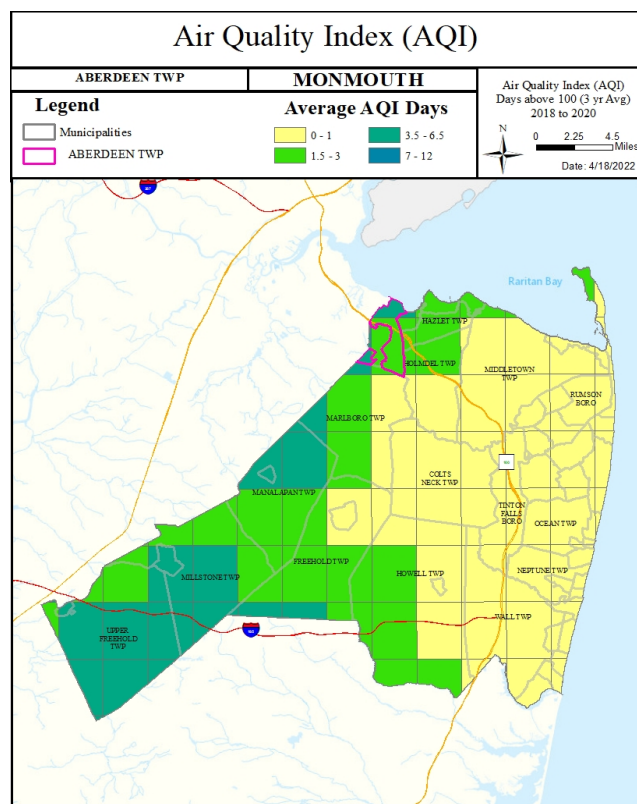 Air Quality Index (AQI)
ABERDEEN TWP
MONMOUTH
Legend
Municipalities
ABERDEEN TWP
Average AQI Days
0 - 1
3.5 - 6.5
1.5 - 3
7 - 12
Air Quality Index (AQI)
Days above 100 (3 yr Avg)
2018 to 2020
N
0 2.25 4.5
Miles
Date: 4/18/2022
Raritan Bay
HAZLET TWP
HOLMDEL TWP
MIDDLETOWN
TWP
RUMSON
BORO
MARLBORO TWP
COLTS
NECK TWP
MANALAPAN TWP
TINTON
FALLS
BORO
OCEAN TWP
FREEHOLD TWP
HOWELL TWP
NEPTUNE TWP
MILLSTONE TWP
WALL TWP
UPPER
FREEHOLD
TWP